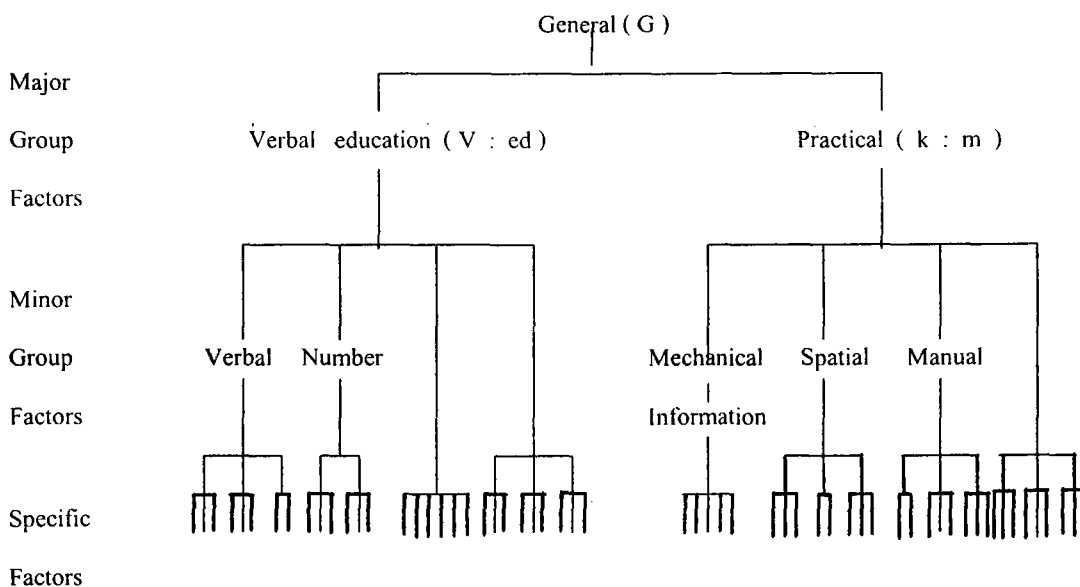 General ( G )
Major
Group Verbal education ( V : ed ) Practical ( k : m )
Factors
Minor
Group Verbal Number Mechanical Spatial Manual
Factors Information
Specific
Factors